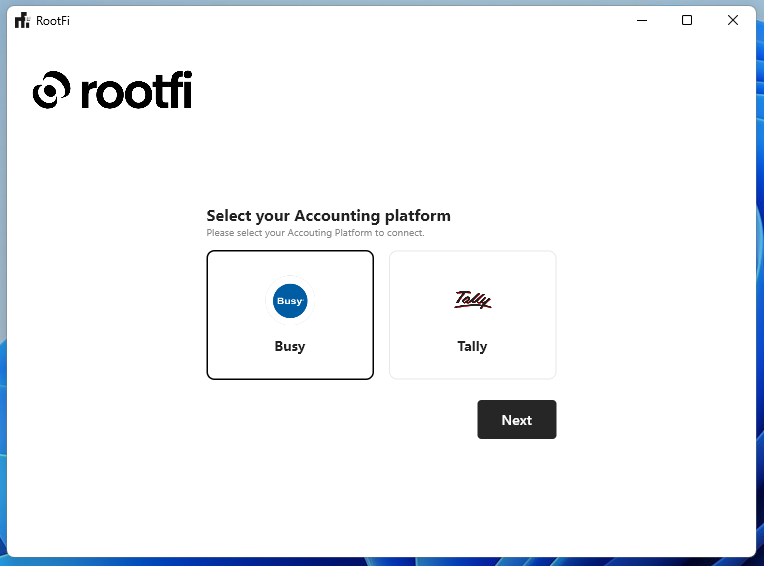 RootFi
rootfi
Select your Accounting platform
Please select your Accouting Platform to connect.
Busy
Tally
Busy
Tally
Next